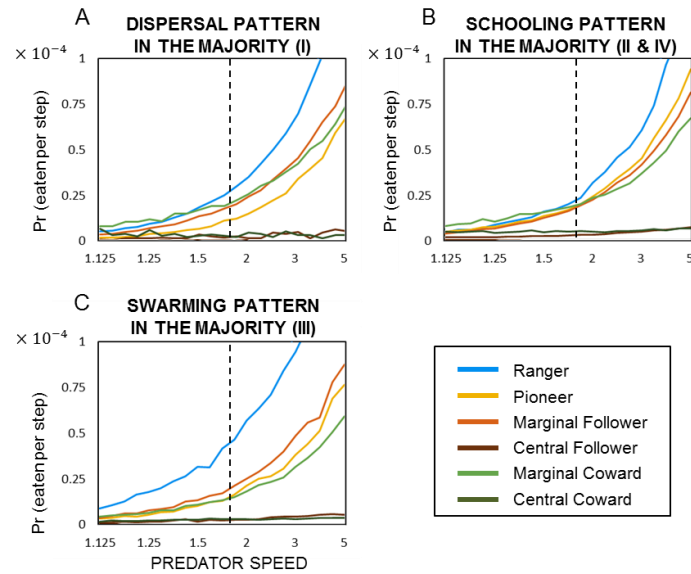 A
DISPERSAL PATTERN
IN THE MAJORITY (I)
× 10⁻⁴
1
0.75
0.5
0.25
0
Pr (eaten per step)
1.125 1.25 1.5 2 3 5
B
SCHOOLING PATTERN
IN THE MAJORITY (II & IV)
× 10⁻⁴
1
0.75
0.5
0.25
0
Pr (eaten per step)
1.125 1.25 1.5 2 3 5
C
SWARMING PATTERN
IN THE MAJORITY (III)
× 10⁻⁴
1
0.75
0.5
0.25
0
Pr (eaten per step)
1.125 1.25 1.5 2 3 5
PREDATOR SPEED
Ranger
Pioneer
Marginal Follower
Central Follower
Marginal Coward
Central Coward